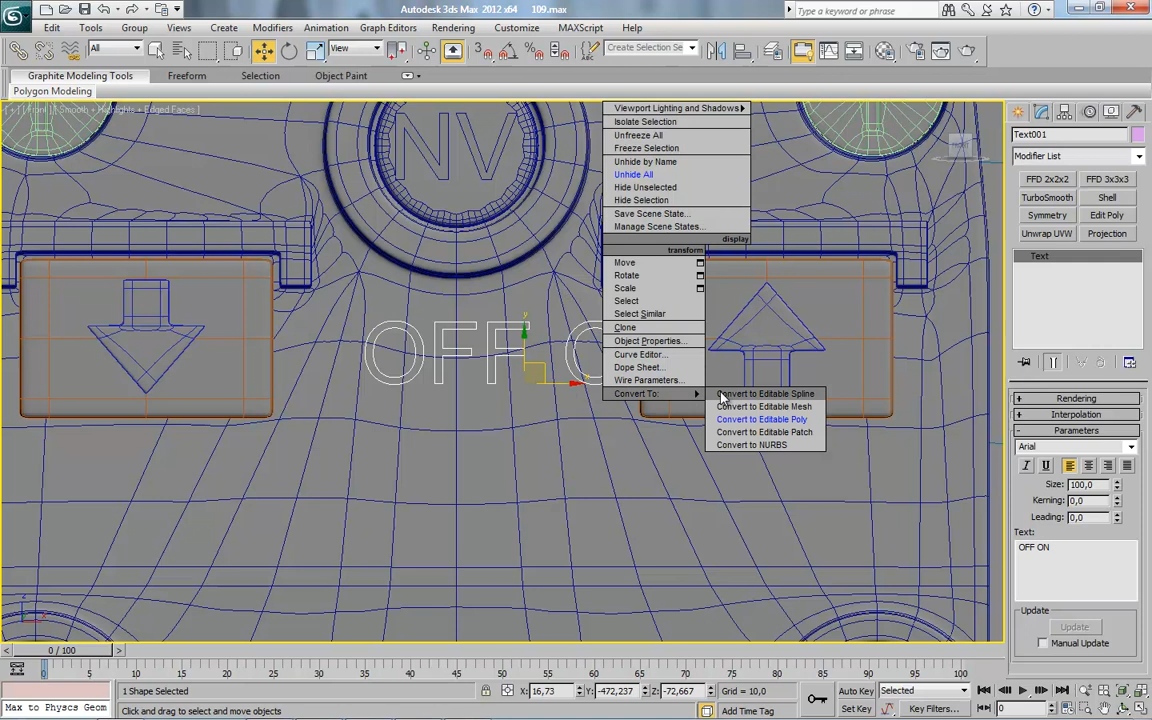 Autodesk 3ds Max 2012 x64 109.max
Type a keyword or phrase
Edit Tools Group Views Create Modifiers Animation Graph Editors Rendering Customize MAXScript Help
All View Create Selection Se
Graphite Modeling Tools Freeform Selection Object Paint
Polygon Modeling
[ + ] [ Front ] [ Smooth + Highlights + Edged Faces ]
NV
OFF O
y
z
x
Viewport Lighting and Shadows
Isolate Selection
Unfreeze All
Freeze Selection
Unhide by Name
Unhide All
Hide Unselected
Hide Selection
Save Scene State...
Manage Scene States...
display
transform
Move
Rotate
Scale
Select
Select Similar
Clone
Object Properties...
Curve Editor...
Dope Sheet...
Wire Parameters...
Convert To:
Convert to Editable Spline
Convert to Editable Mesh
Convert to Editable Poly
Convert to Editable Patch
Convert to NURBS
Text001
Modifier List
FFD 2x2x2 FFD 3x3x3
TurboSmooth Shell
Symmetry Edit Poly
Unwrap UVW Projection
Text
+ Rendering
+ Interpolation
- Parameters
Arial
I U
Size: 100,0
Kerning: 0,0
Leading: 0,0
Text:
OFF ON
Update
Update
Manual Update
< 0 / 100 >
0 5 10 15 20 25 30 35 40 45 50 55 60 65 70 75 80 85 90 95 100
1 Shape Selected X: 16,73 Y: -472,237 Z: -72,667 Grid = 10,0 Auto Key Selected
Max to Physcs Geom Click and drag to select and move objects Add Time Tag Set Key Key Filters... 0